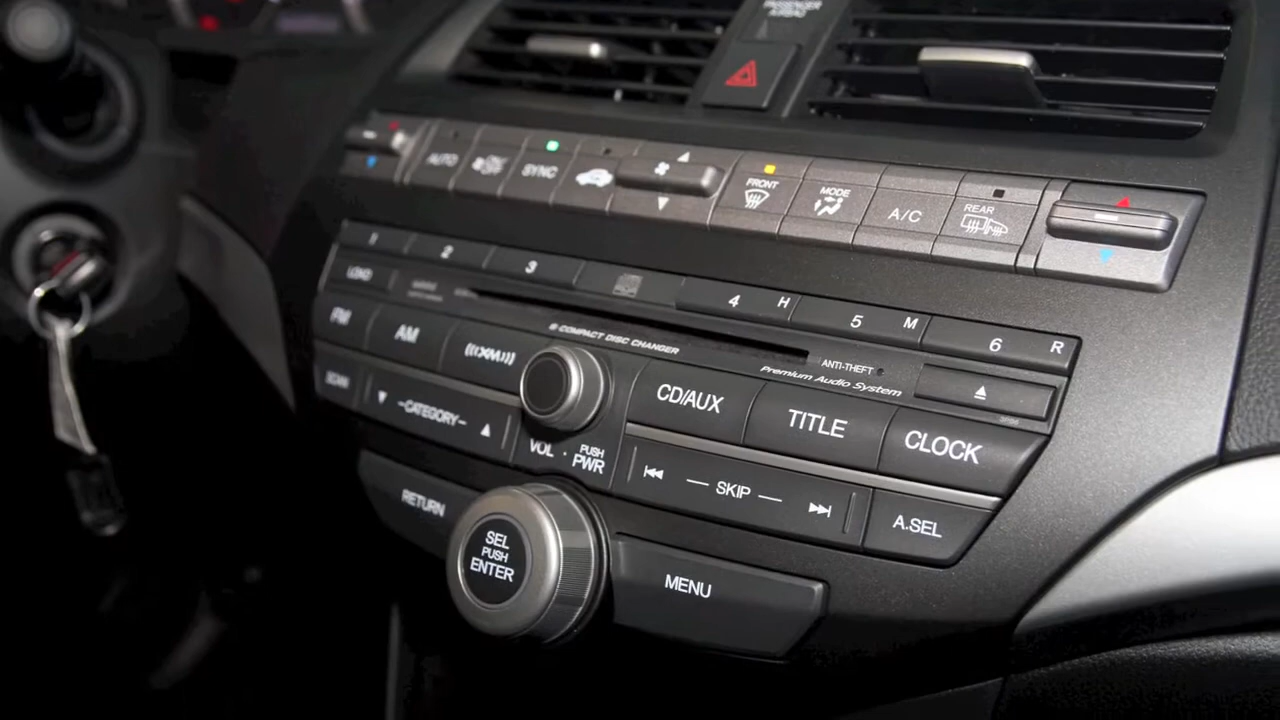 PASSENGER
AIRBAG
AUTO
SYNC
FRONT
MODE
A/C
REAR
1
2
3
4 H
5 M
6 R
LOAD
6 COMPACT DISC CHANGER
ANTI-THEFT
Premium Audio System
FM
AM
XM
CD/AUX
TITLE
CLOCK
SCAN
CATEGORY
VOL · PUSH
PWR
SKIP
A.SEL
RETURN
SEL
PUSH
ENTER
MENU